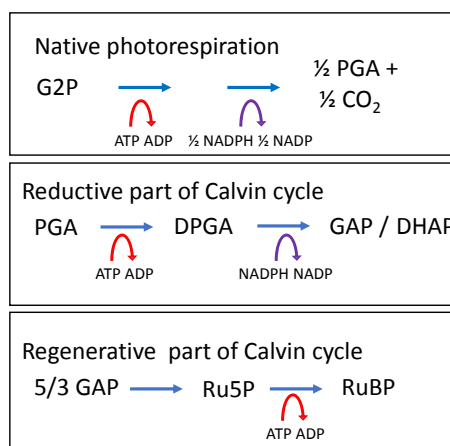 Native photorespiration
G2P
½ PGA +
½ CO₂
ATP ADP ½ NADPH ½ NADP
Reductive part of Calvin cycle
PGA DPGA GAP / DHAP
ATP ADP NADPH NADP
Regenerative part of Calvin cycle
5/3 GAP Ru5P RuBP
ATP ADP